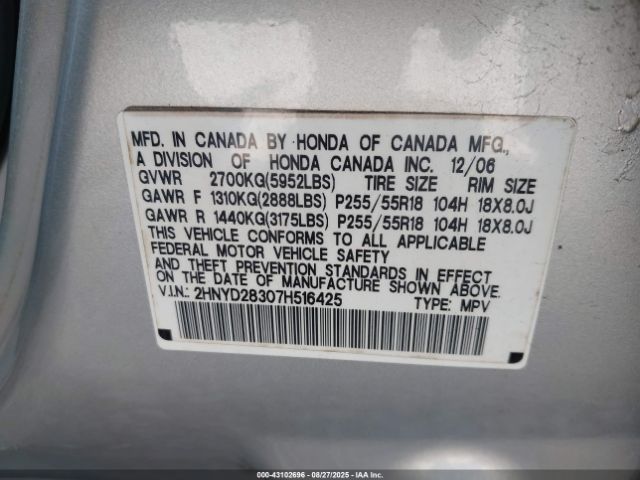 MFD. IN CANADA BY HONDA OF CANADA MFG.,
A DIVISION OF HONDA CANADA INC. 12/06
GVWR 2700KG(5952LBS) TIRE SIZE RIM SIZE
GAWR F 1310KG(2888LBS) P255/55R18 104H 18X8.0J
GAWR R 1440KG(3175LBS) P255/55R18 104H 18X8.0J
THIS VEHICLE CONFORMS TO ALL APPLICABLE
FEDERAL MOTOR VEHICLE SAFETY
AND THEFT PREVENTION STANDARDS IN EFFECT
ON THE DATE OF MANUFACTURE SHOWN ABOVE.
V.I.N.: 2HNYD28307H516425 TYPE: MPV
000-43102696 - 08/27/2025 - IAAI.com